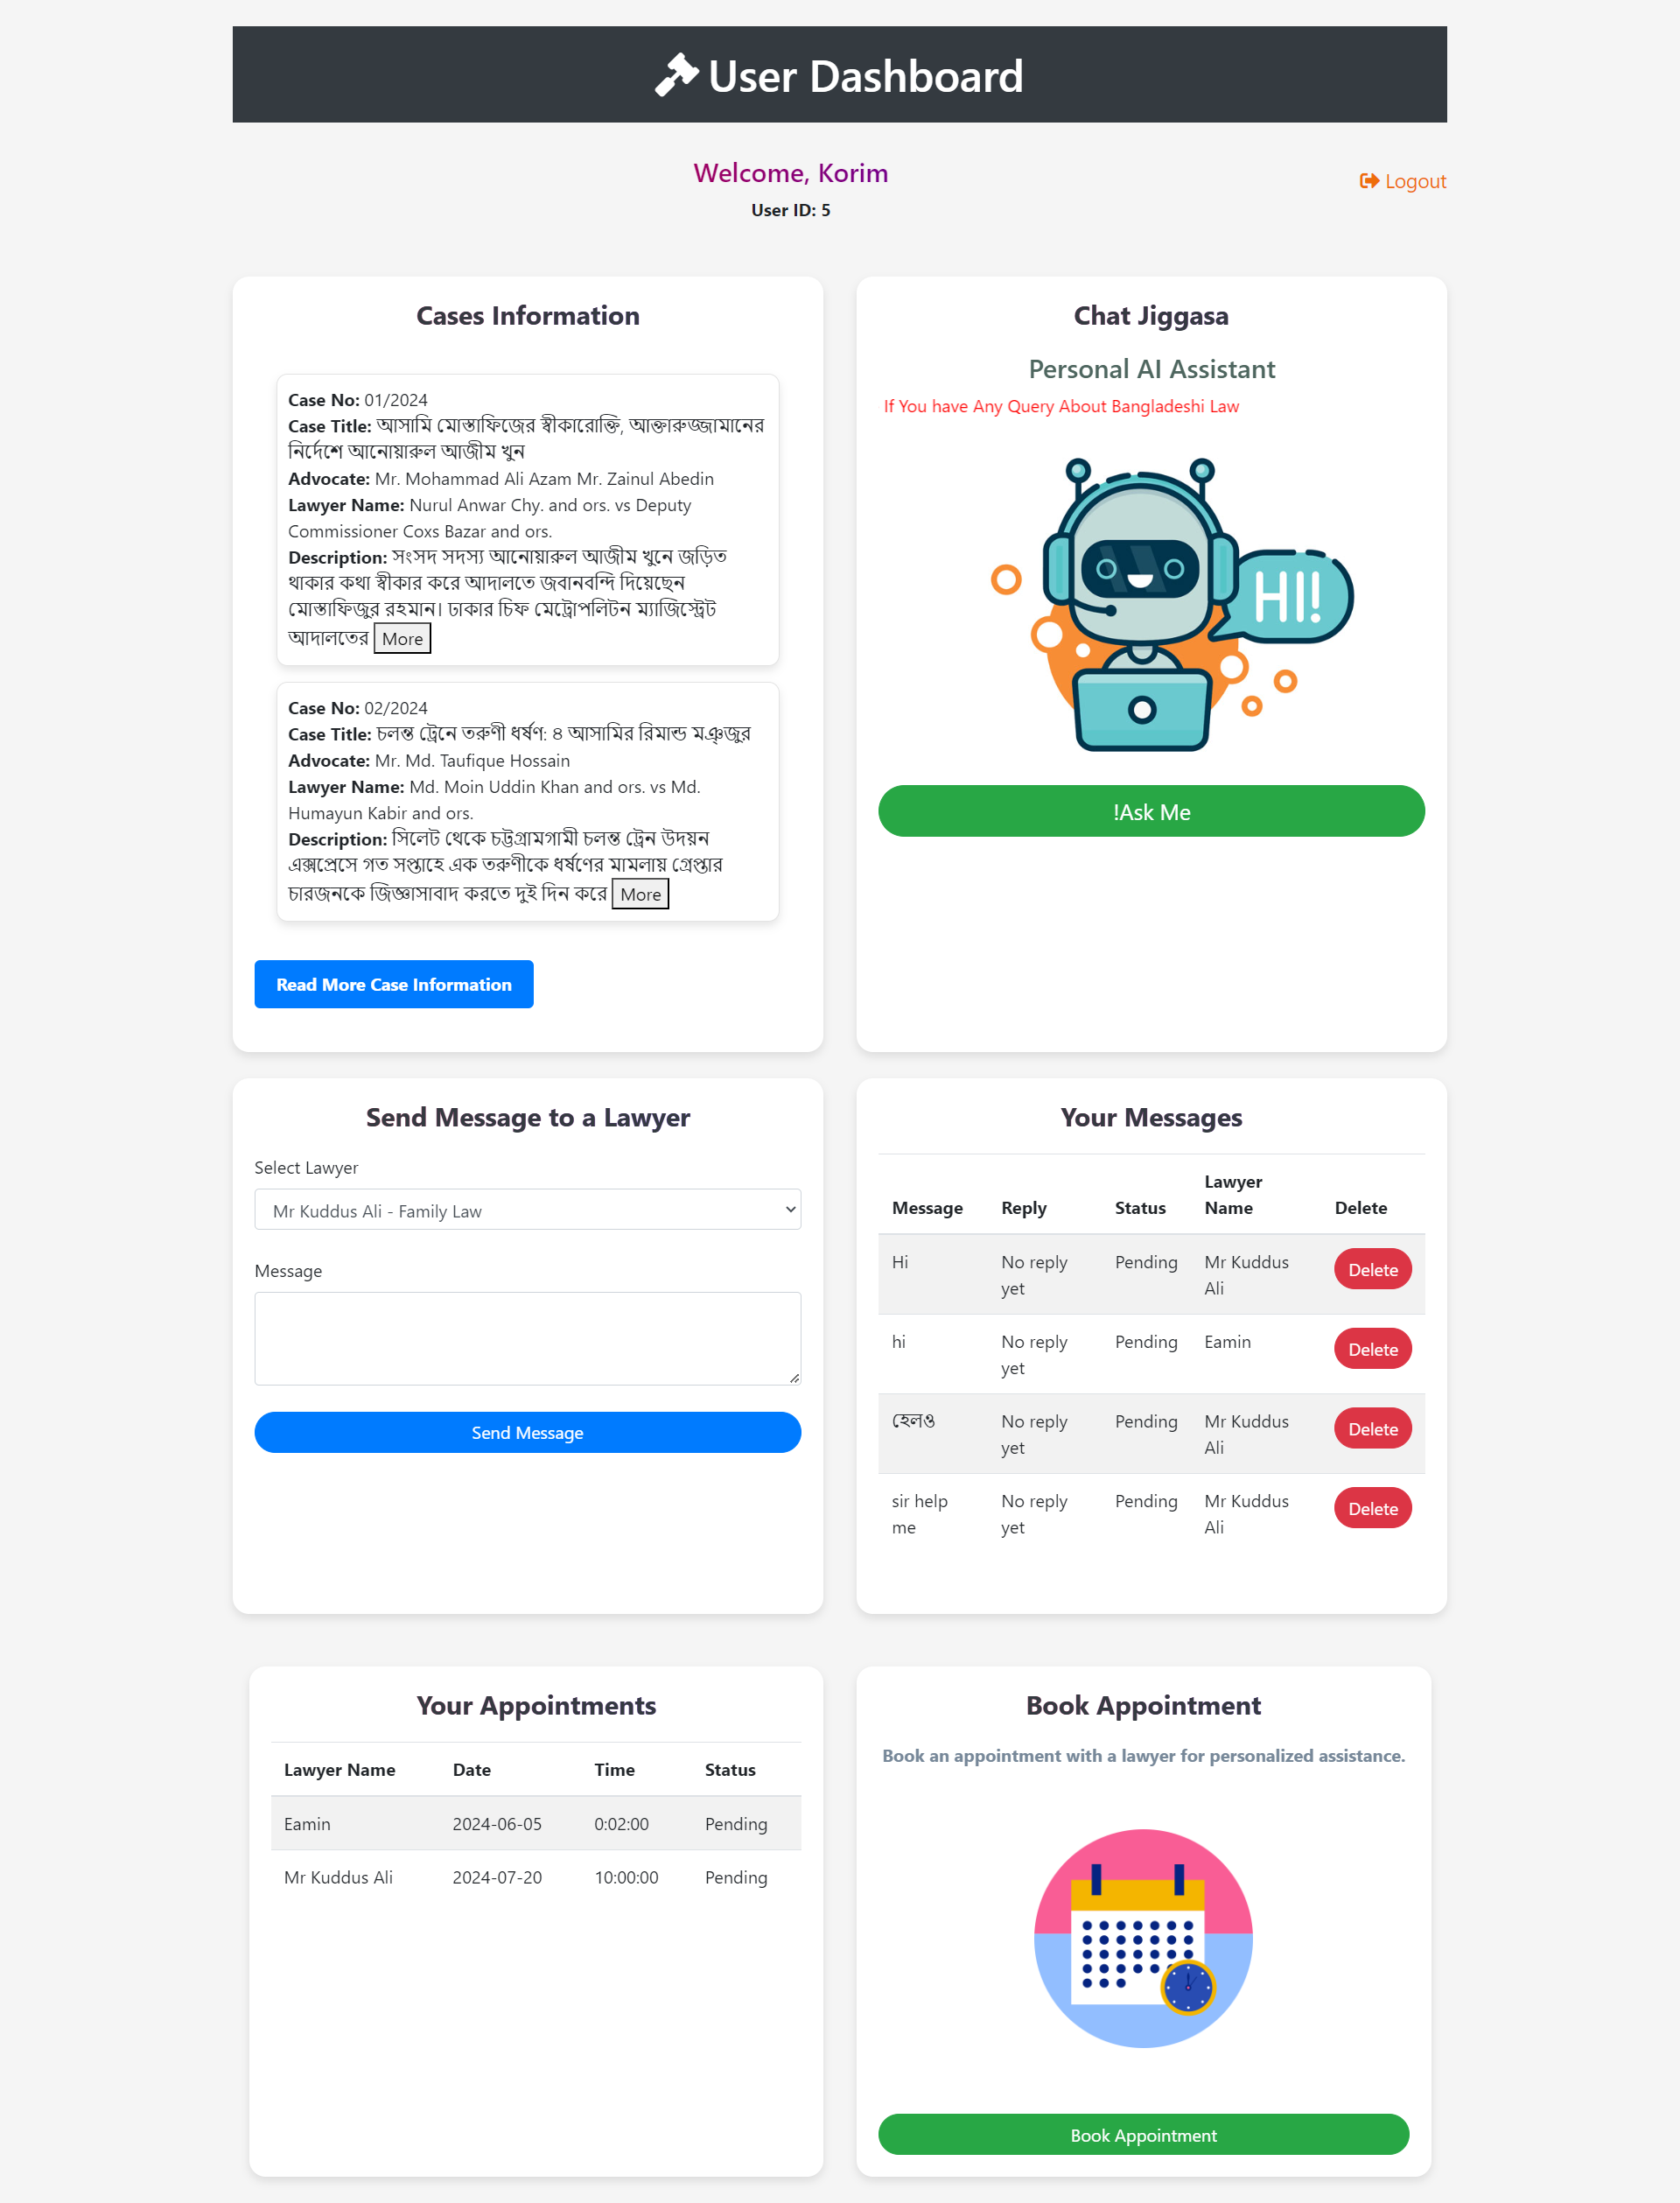 User Dashboard
Welcome, Korim
User ID: 5
Logout
Cases Information
Case No: 01/2024
Case Title: আসামি মোস্তাফিজের স্বীকারোক্তি, আক্তারুজ্জামানের
নির্দেশে আনোয়ারুল আজীম খুন
Advocate: Mr. Mohammad Ali Azam Mr. Zainul Abedin
Lawyer Name: Nurul Anwar Chy. and ors. vs Deputy
Commissioner Coxs Bazar and ors.
Description: সংসদ সদস্য আনোয়ারুল আজীম খুনে জড়িত
থাকার কথা স্বীকার করে আদালতে জবানবন্দি দিয়েছেন
মোস্তাফিজুর রহমান। ঢাকার চিফ মেট্রোপলিটন ম্যাজিস্ট্রেট
আদালতের More
Case No: 02/2024
Case Title: চলন্ত ট্রেনে তরুণী ধর্ষণ: ৪ আসামির রিমান্ড মঞ্জুর
Advocate: Mr. Md. Taufique Hossain
Lawyer Name: Md. Moin Uddin Khan and ors. vs Md.
Humayun Kabir and ors.
Description: সিলেট থেকে চট্টগ্রামগামী চলন্ত ট্রেন উদয়ন
এক্সপ্রেসে গত সপ্তাহে এক তরুণীকে ধর্ষণের মামলায় গ্রেপ্তার
চারজনকে জিজ্ঞাসাবাদ করতে দুই দিন করে More
Read More Case Information
Chat Jiggasa
Personal AI Assistant
If You have Any Query About Bangladeshi Law
HI!
!Ask Me
Send Message to a Lawyer
Select Lawyer
Mr Kuddus Ali - Family Law
Message
Send Message
Your Messages
Message Reply Status Lawyer Name Delete
Hi No reply yet Pending Mr Kuddus Ali Delete
hi No reply yet Pending Eamin Delete
হেলও No reply yet Pending Mr Kuddus Ali Delete
sir help me No reply yet Pending Mr Kuddus Ali Delete
Your Appointments
Lawyer Name Date Time Status
Eamin 2024-06-05 0:02:00 Pending
Mr Kuddus Ali 2024-07-20 10:00:00 Pending
Book Appointment
Book an appointment with a lawyer for personalized assistance.
Book Appointment